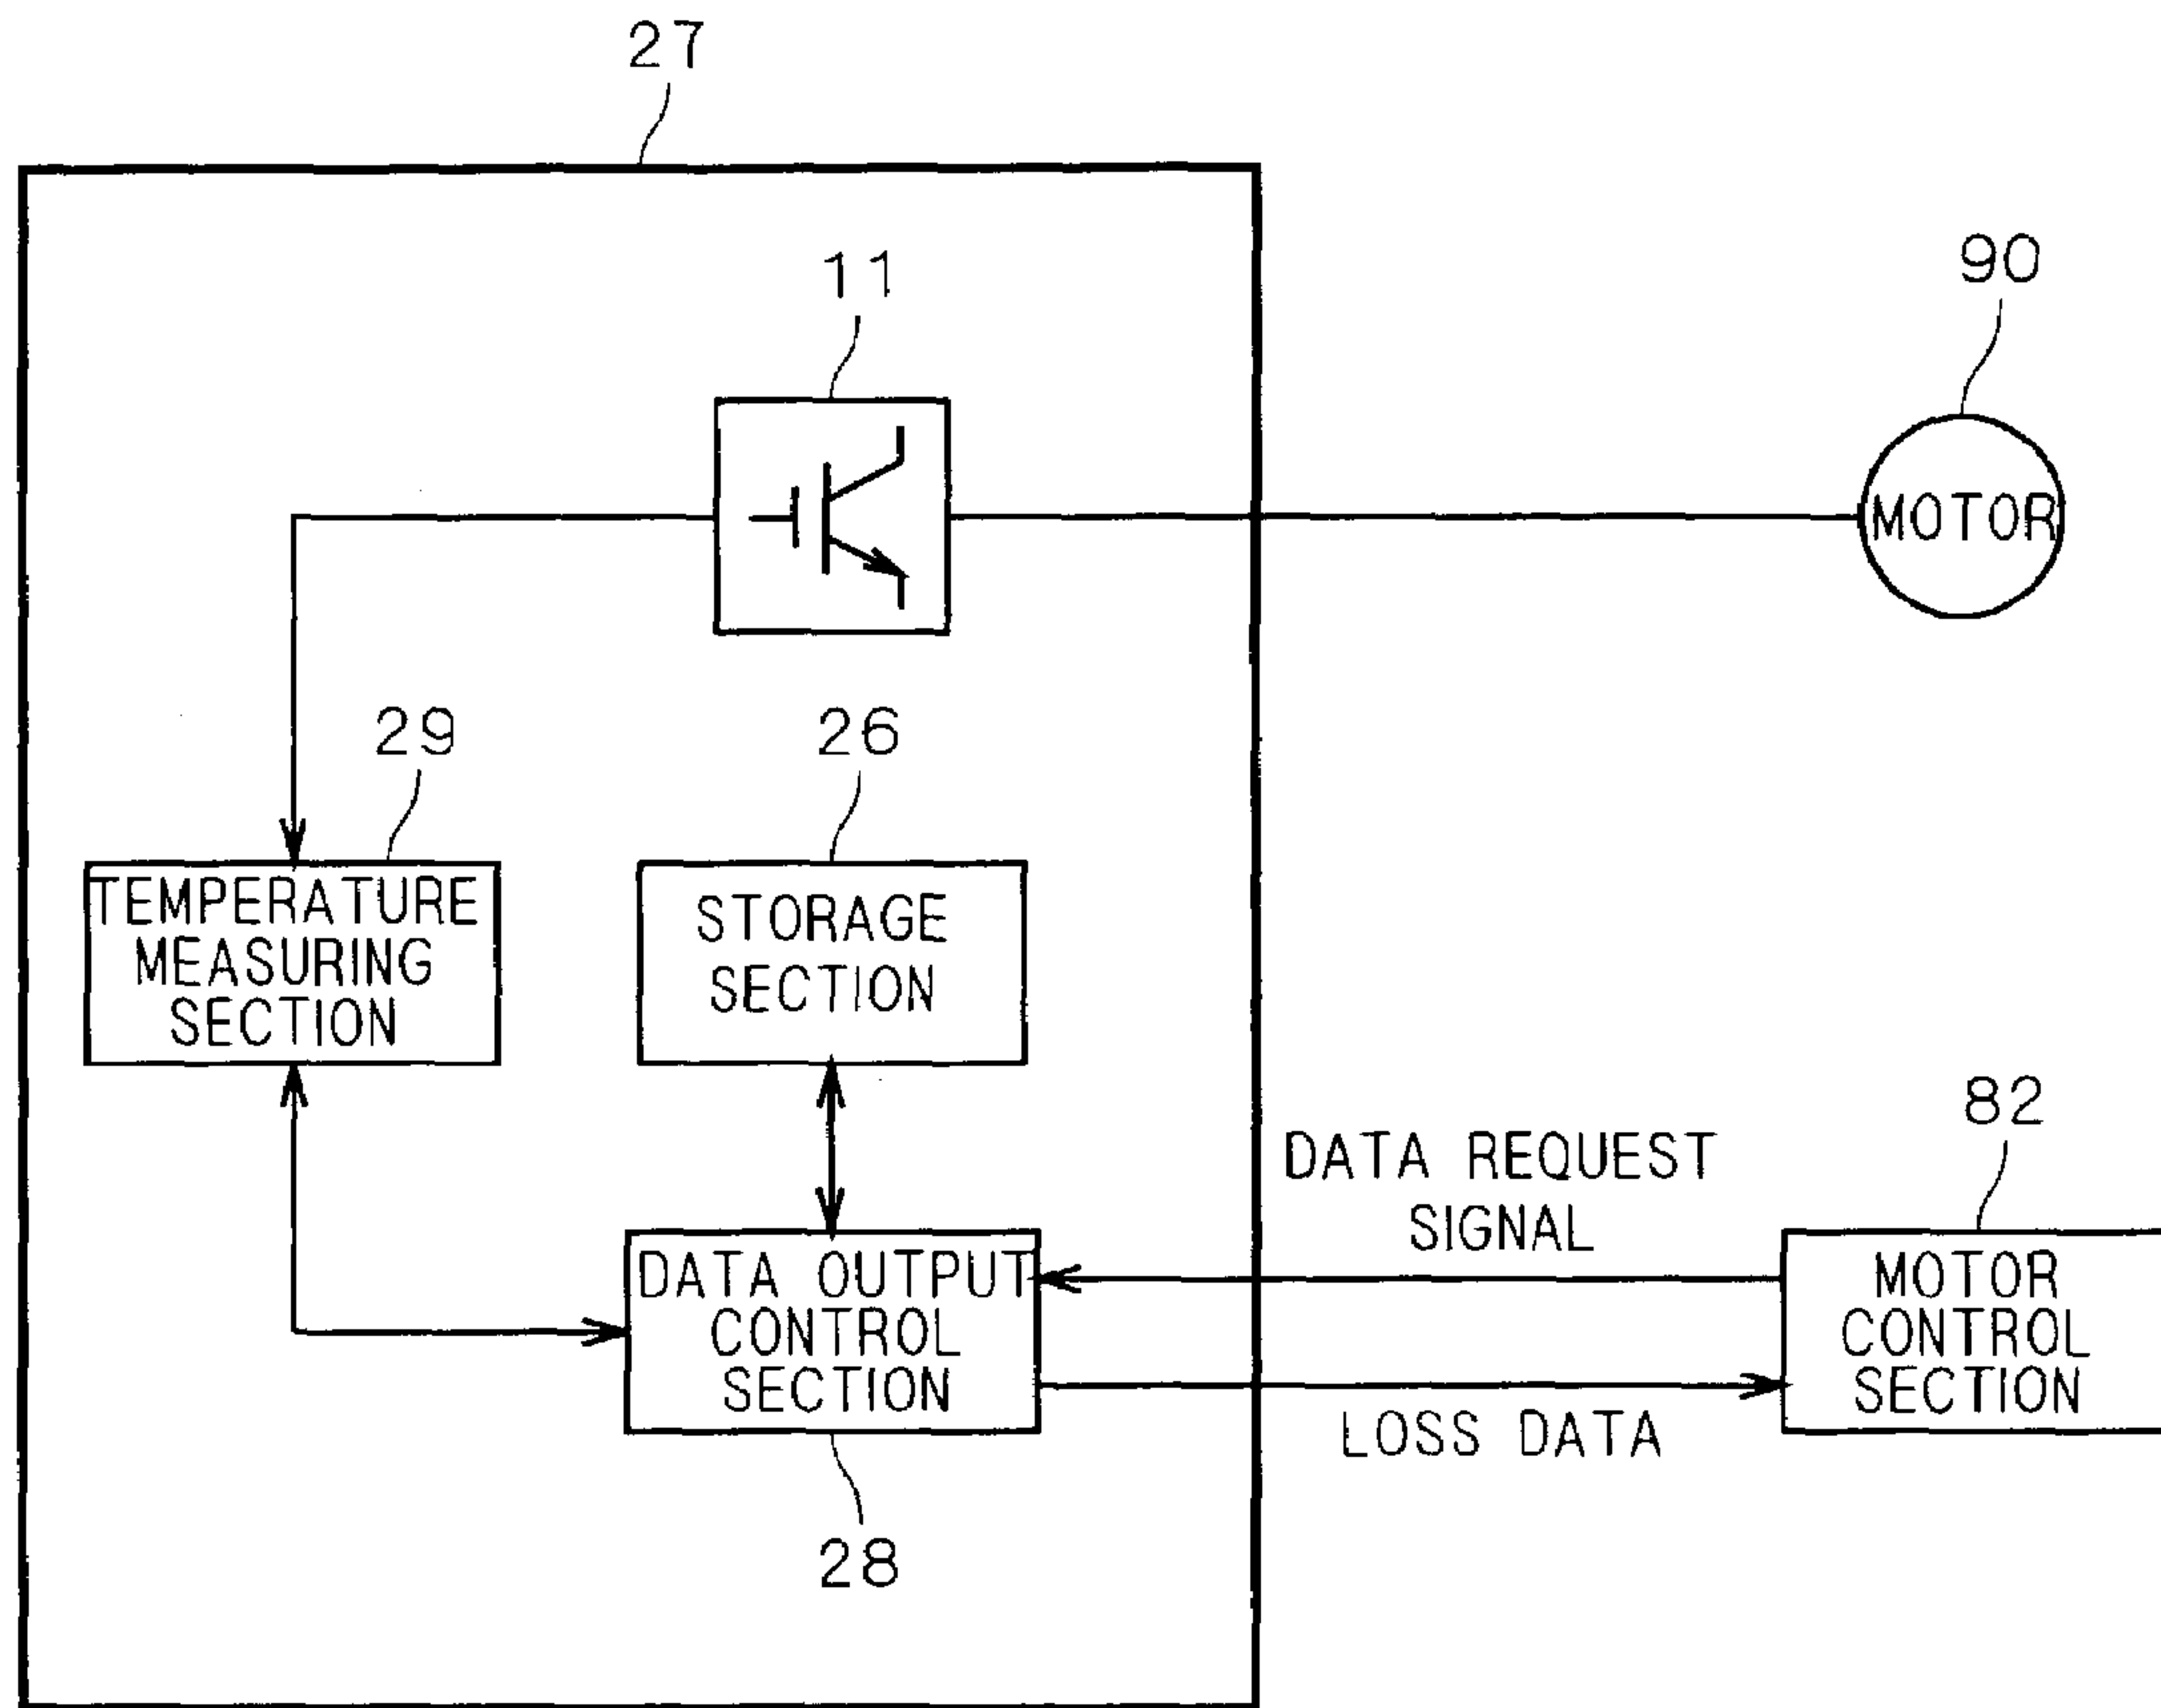 27
11
90
MOTOR
29
26
TEMPERATURE
MEASURING
SECTION
STORAGE
SECTION
82
DATA REQUEST
SIGNAL
DATA OUTPUT
CONTROL
SECTION
MOTOR
CONTROL
SECTION
LOSS DATA
28